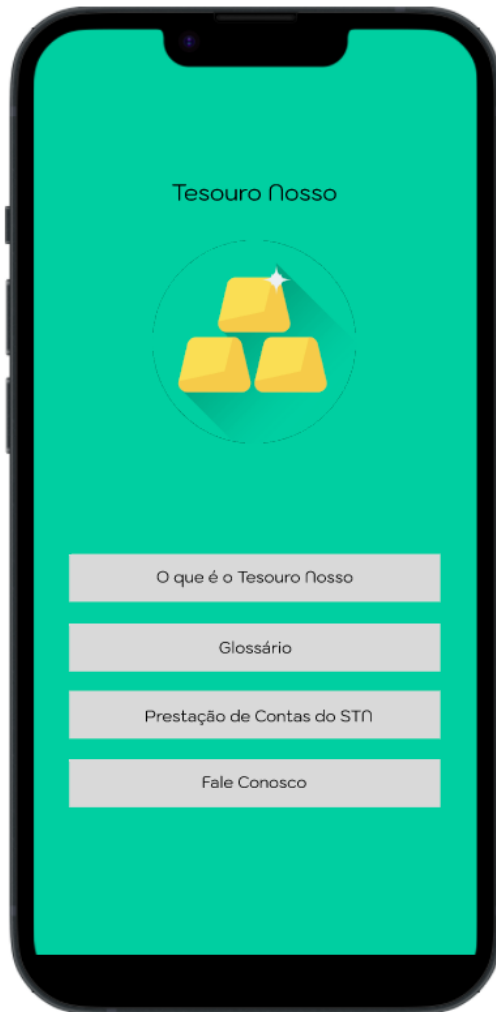 Tesouro Nosso
O que é o Tesouro Nosso
Glossário
Prestação de Contas do STN
Fale Conosco